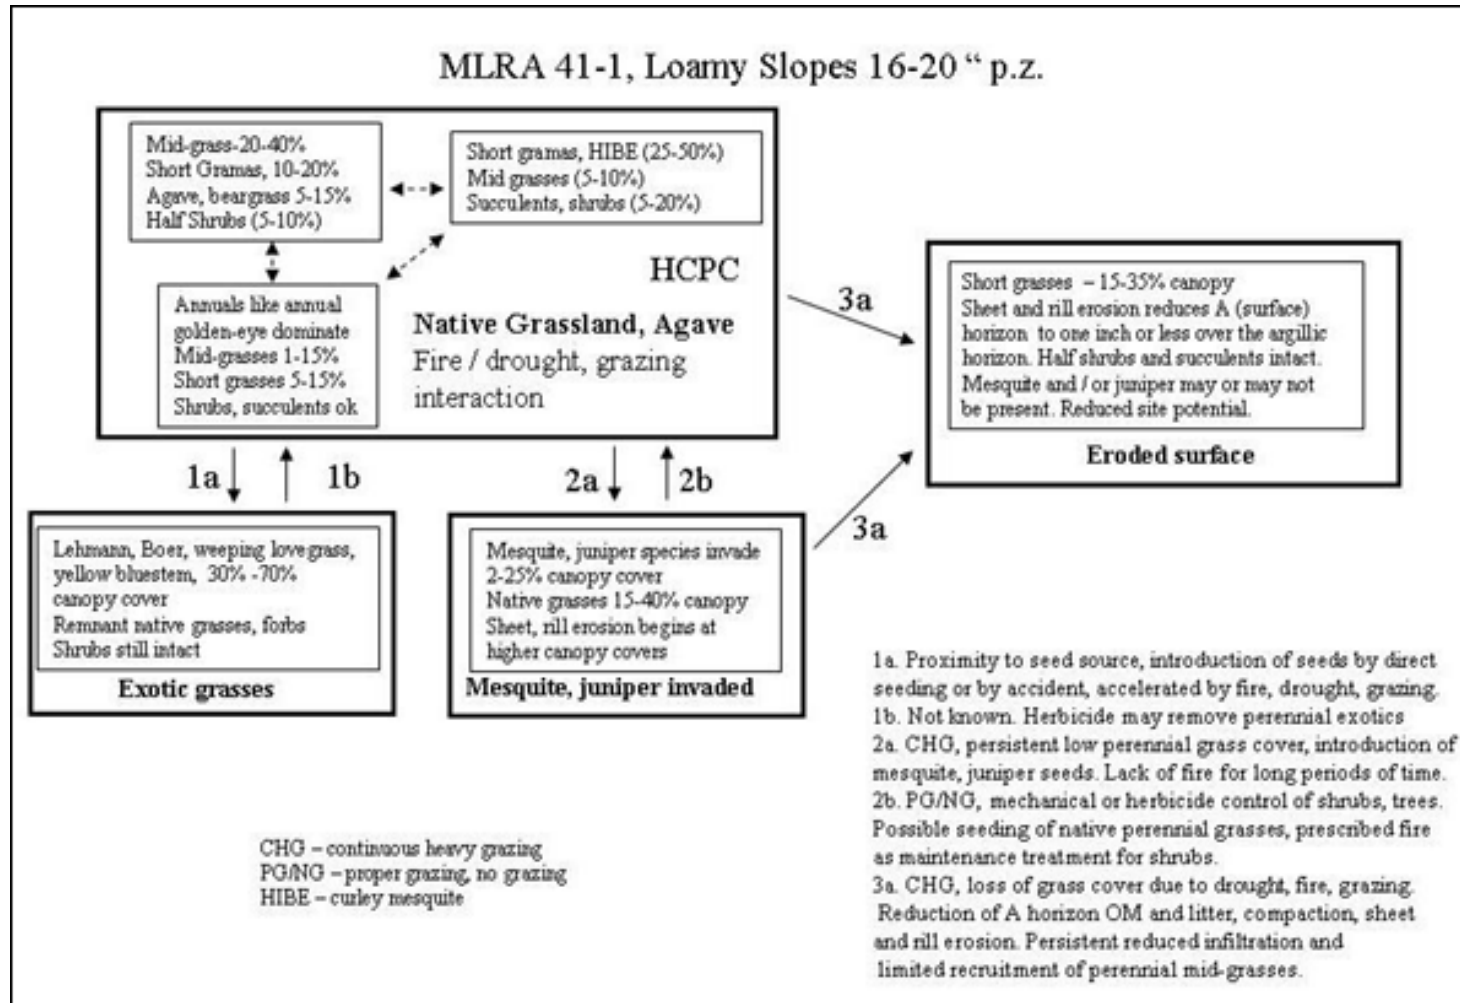 MLRA 41-1, Loamy Slopes 16-20 “ p.z.
Mid-grass-20-40%
Short Gramas, 10-20%
Agave, beargrass 5-15%
Half Shrubs (5-10%)
Short gramas, HIBE (25-50%)
Mid grasses (5-10%)
Succulents, shrubs (5-20%)
Annuals like annual
golden-eye dominate
Mid-grasses 1-15%
Short grasses 5-15%
Shrubs, succulents ok
HCPC
Native Grassland, Agave
Fire / drought, grazing
interaction
3a
Short grasses – 15-35% canopy
Sheet and rill erosion reduces A (surface)
horizon to one inch or less over the argillic
horizon. Half shrubs and succulents intact.
Mesquite and / or juniper may or may not
be present. Reduced site potential.
Eroded surface
1a
1b
2a
2b
3a
Lehmann, Boer, weeping lovegrass,
yellow bluestem, 30% -70%
canopy cover
Remnant native grasses, forbs
Shrubs still intact
Exotic grasses
Mesquite, juniper species invade
2-25% canopy cover
Native grasses 15-40% canopy
Sheet, rill erosion begins at
higher canopy covers
Mesquite, juniper invaded
1a. Proximity to seed source, introduction of seeds by direct
seeding or by accident, accelerated by fire, drought, grazing.
1b. Not known. Herbicide may remove perennial exotics
2a. CHG, persistent low perennial grass cover, introduction of
mesquite, juniper seeds. Lack of fire for long periods of time.
2b. PG/NG, mechanical or herbicide control of shrubs, trees.
Possible seeding of native perennial grasses, prescribed fire
as maintenance treatment for shrubs.
3a. CHG, loss of grass cover due to drought, fire, grazing.
Reduction of A horizon OM and litter, compaction, sheet
and rill erosion. Persistent reduced infiltration and
limited recruitment of perennial mid-grasses.
CHG – continuous heavy grazing
PG/NG – proper grazing, no grazing
HIBE – curley mesquite